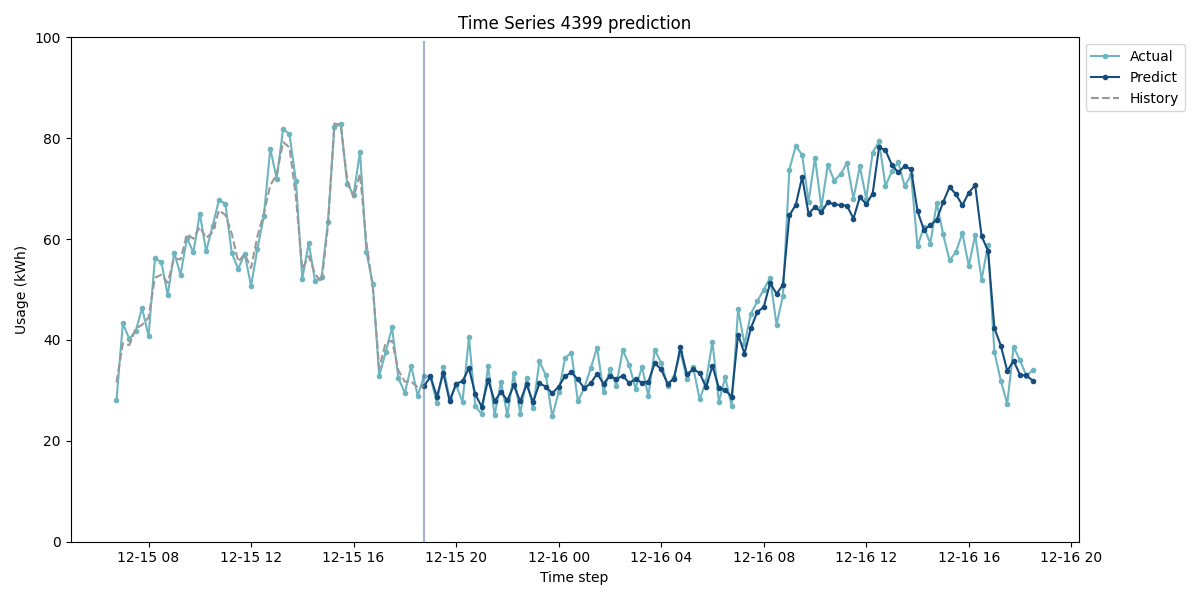 Time Series 4399 prediction
100
80
60
40
20
0
Usage (kWh)
12-15 08
12-15 12
12-15 16
12-15 20
12-16 00
12-16 04
12-16 08
12-16 12
12-16 16
12-16 20
Time step
Actual
Predict
History